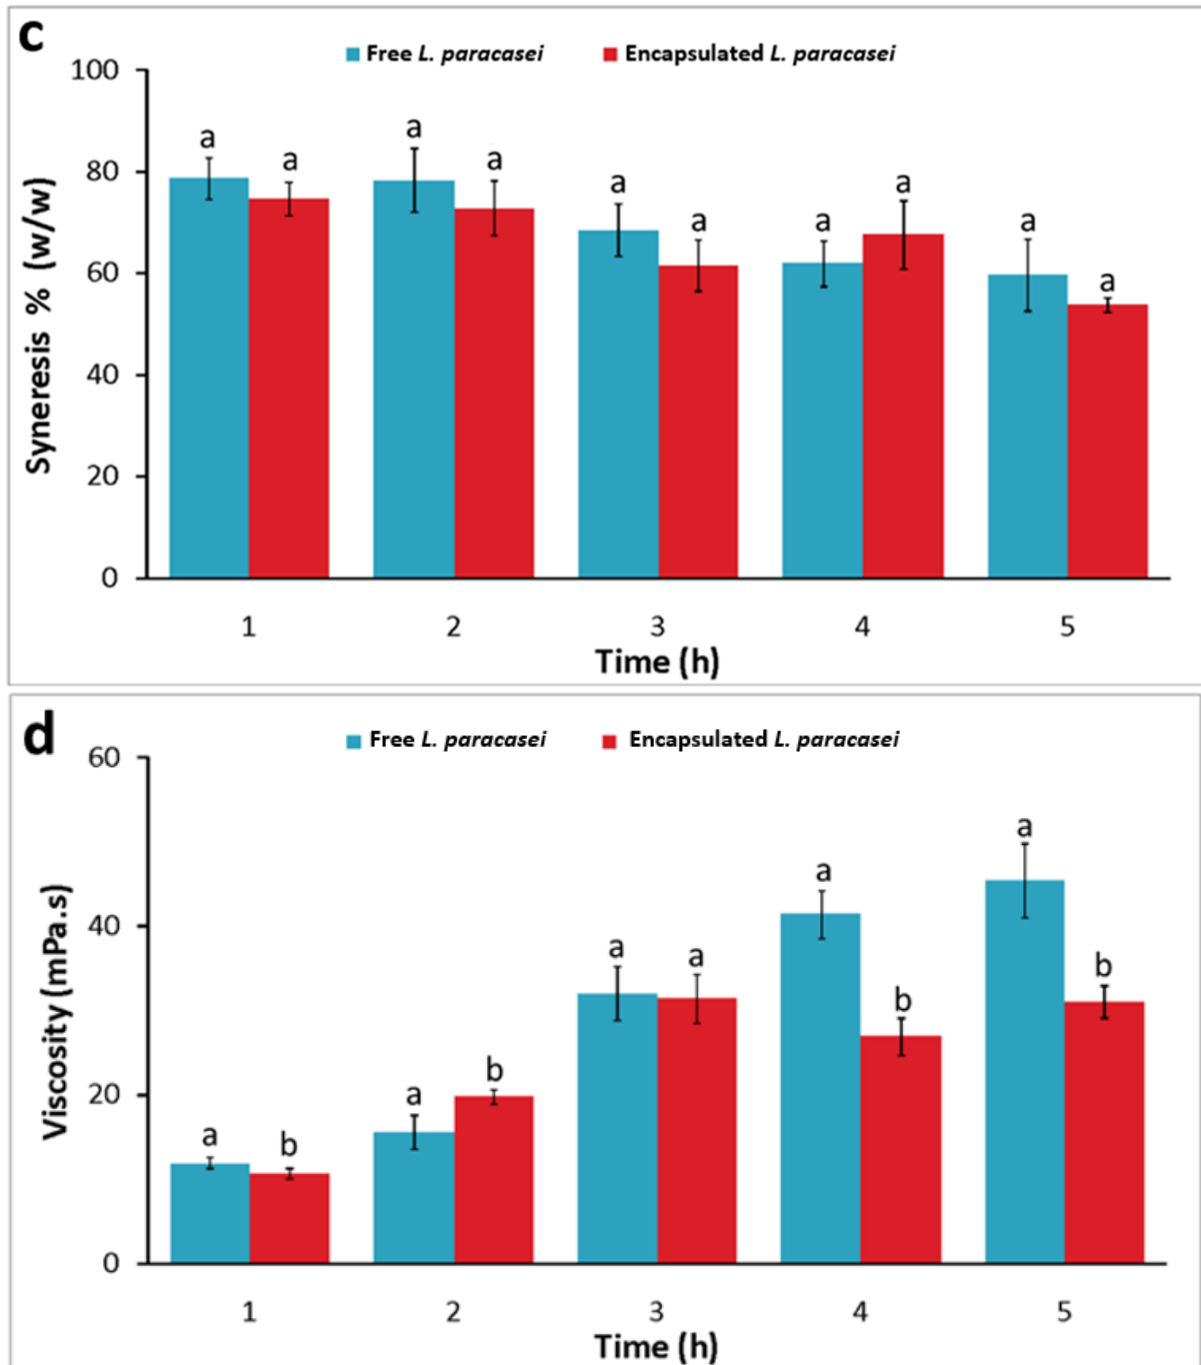 c
Free L. paracasei Encapsulated L. paracasei
100
80
60
40
20
0
Syneresis % (w/w)
a a a a a a a a a a
1 2 3 4 5
Time (h)
d
Free L. paracasei Encapsulated L. paracasei
60
40
20
0
Viscosity (mPa.s)
a b a b a a a b a b
1 2 3 4 5
Time (h)